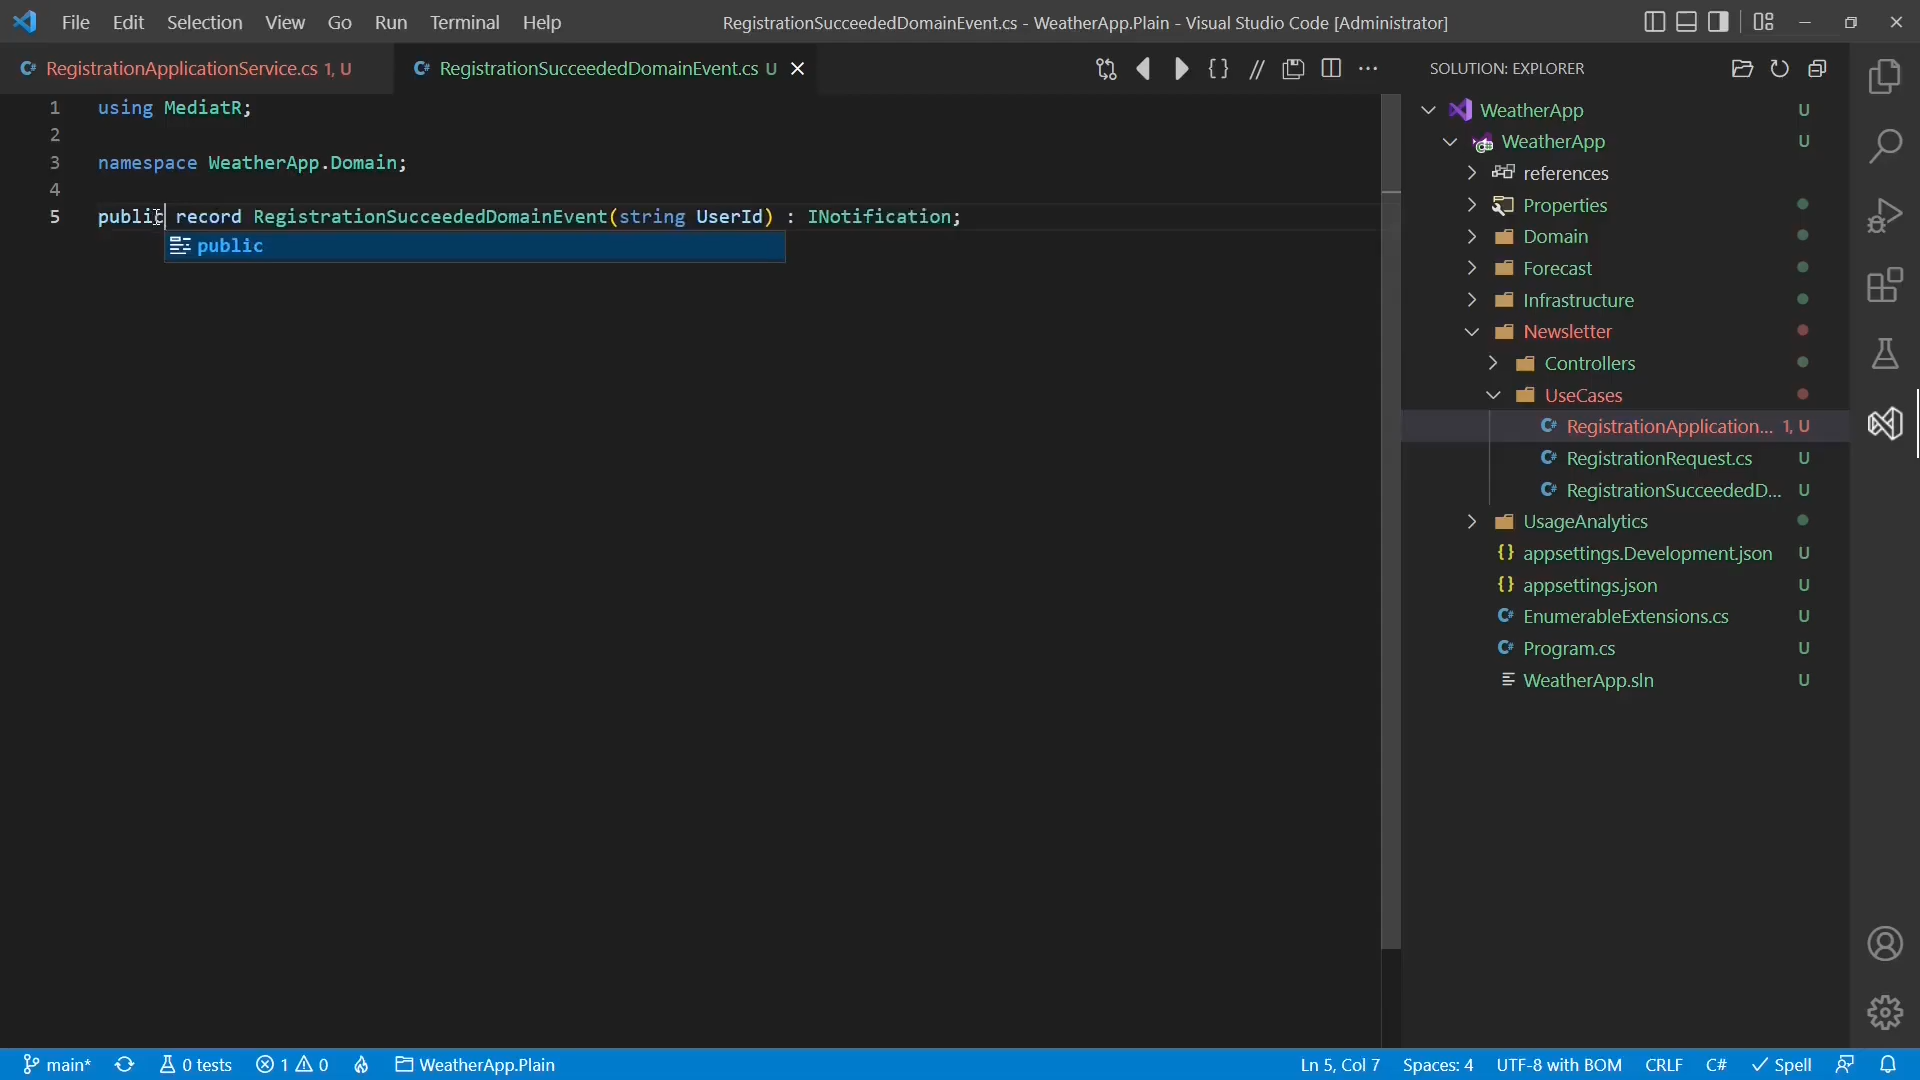 File Edit Selection View Go Run Terminal Help
RegistrationSucceededDomainEvent.cs - WeatherApp.Plain - Visual Studio Code [Administrator]
RegistrationApplicationService.cs 1, U
RegistrationSucceededDomainEvent.cs U
1 using MediatR;
2
3 namespace WeatherApp.Domain;
4
5 public record RegistrationSucceededDomainEvent(string UserId) : INotification;
public
SOLUTION: EXPLORER
WeatherApp U
WeatherApp U
references
Properties
Domain
Forecast
Infrastructure
Newsletter
Controllers
UseCases
RegistrationApplication... 1, U
RegistrationRequest.cs U
RegistrationSucceededD... U
UsageAnalytics
appsettings.Development.json U
appsettings.json U
EnumerableExtensions.cs U
Program.cs U
WeatherApp.sln U
main* 0 tests 1 0 WeatherApp.Plain Ln 5, Col 7 Spaces: 4 UTF-8 with BOM CRLF C# Spell